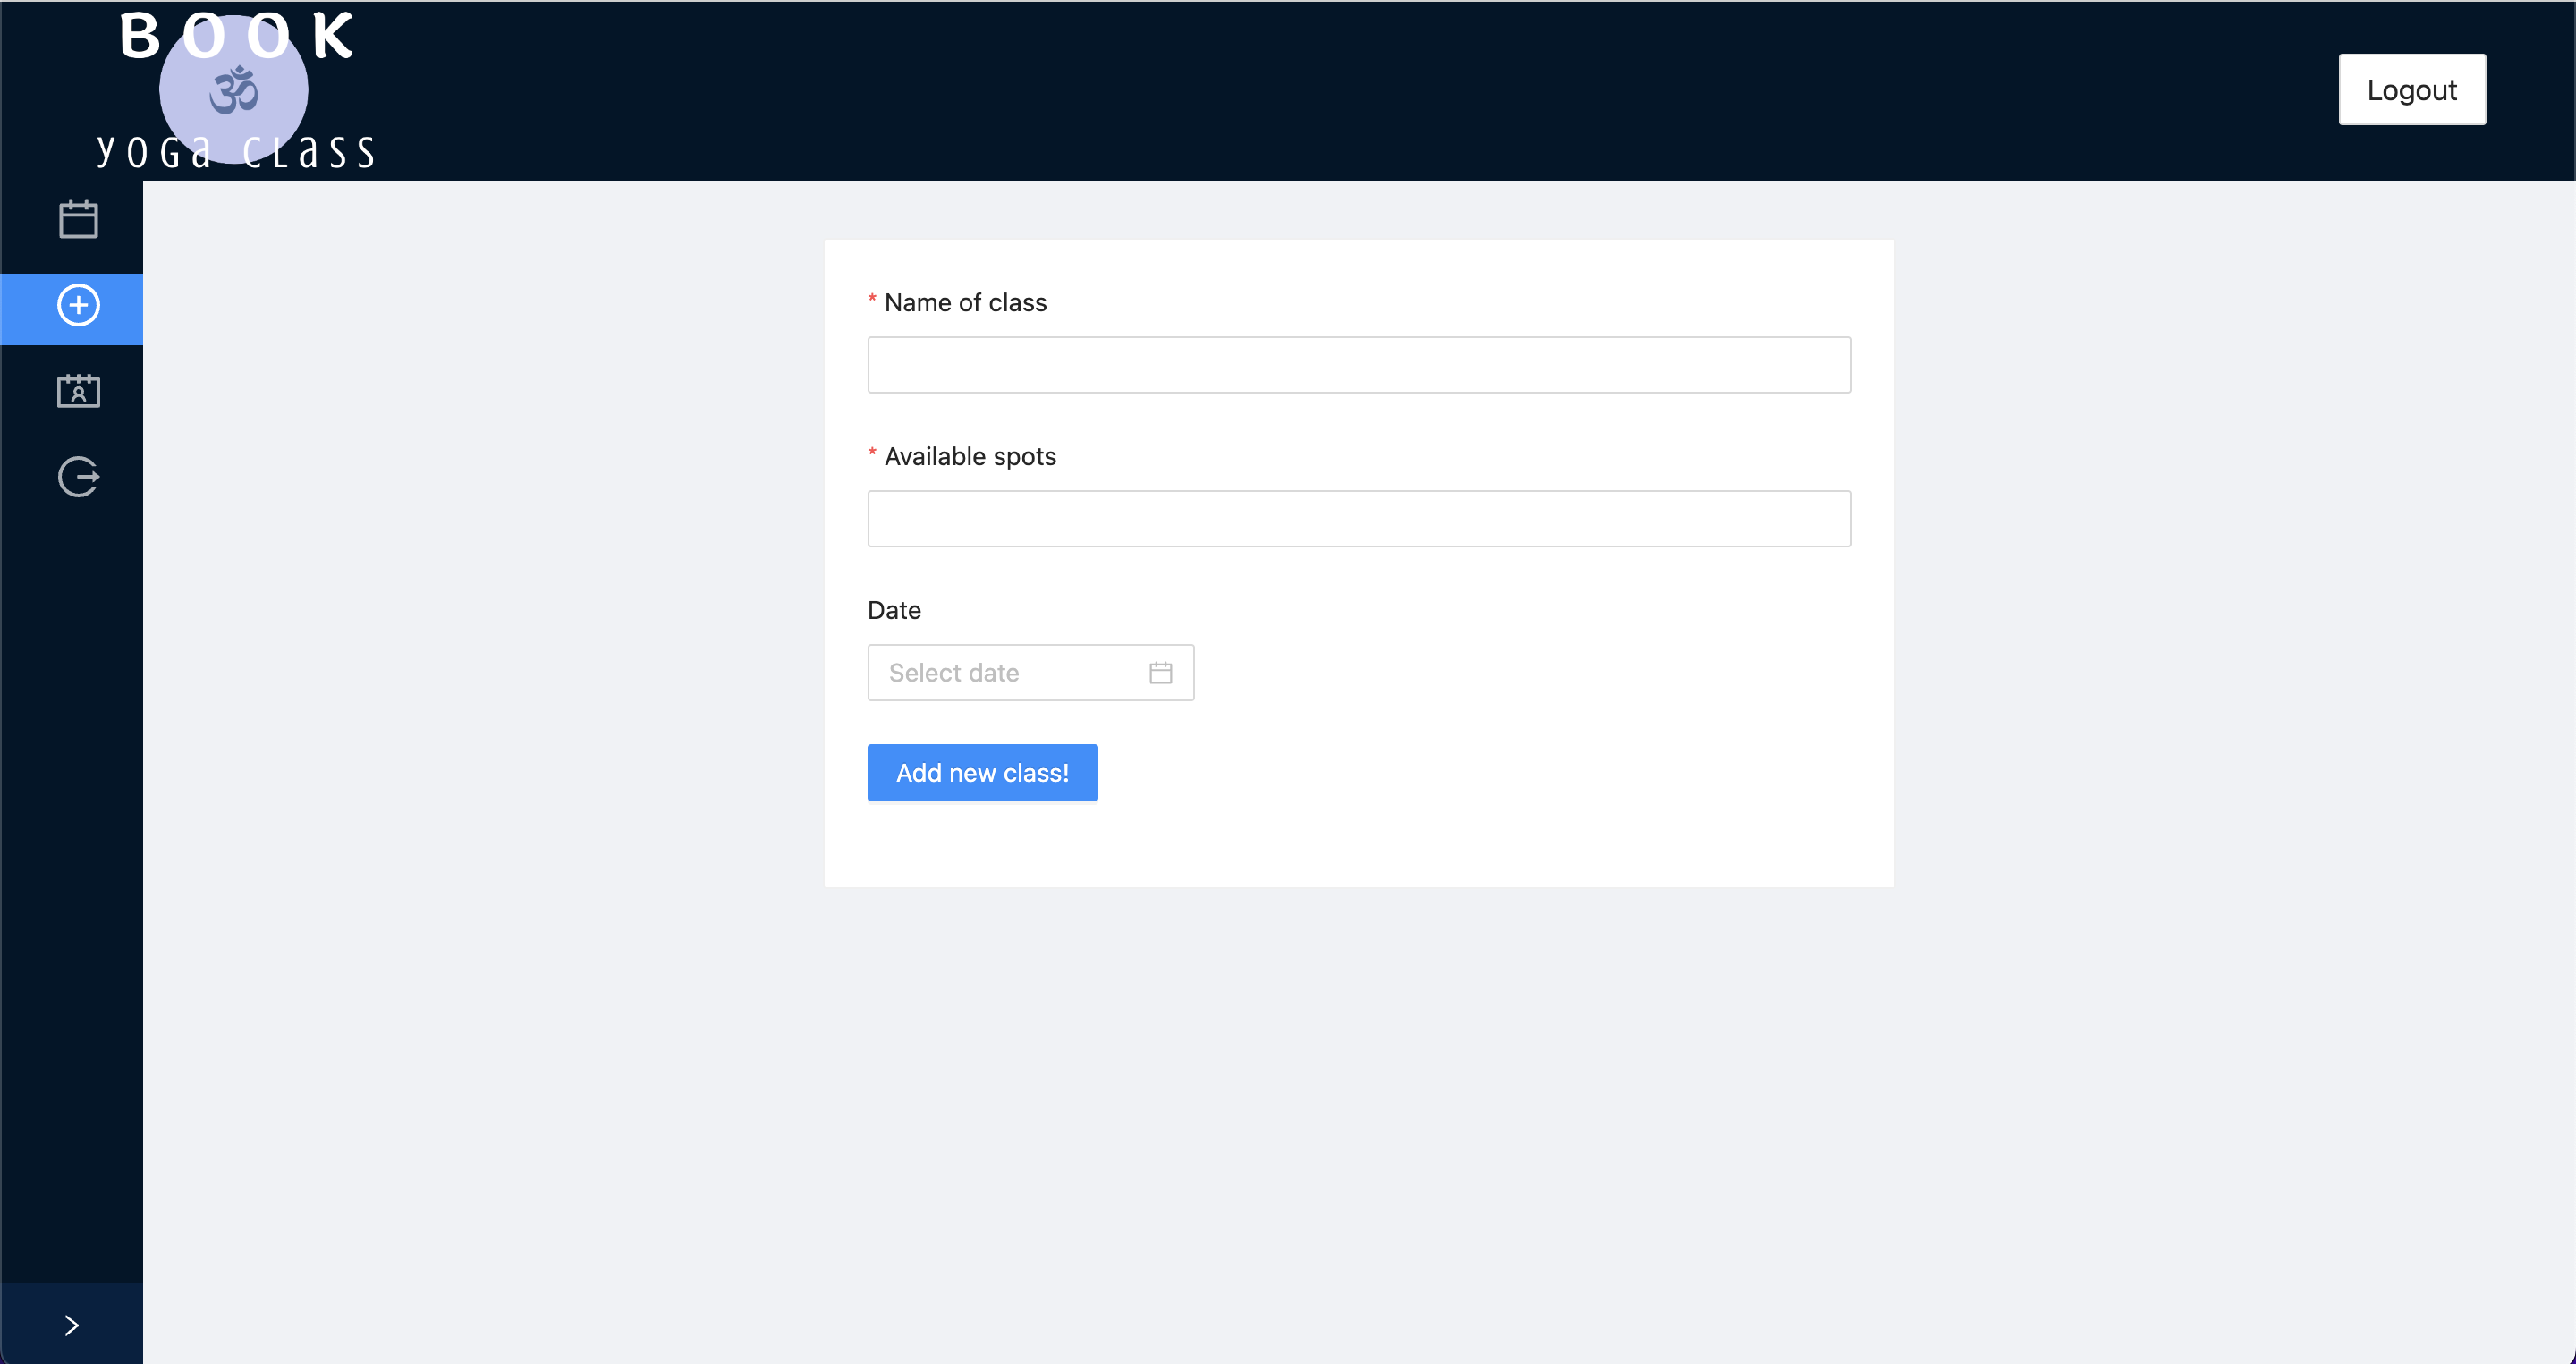 BOOK
ॐ
yoga class
Logout
* Name of class
* Available spots
Date
Select date
Add new class!